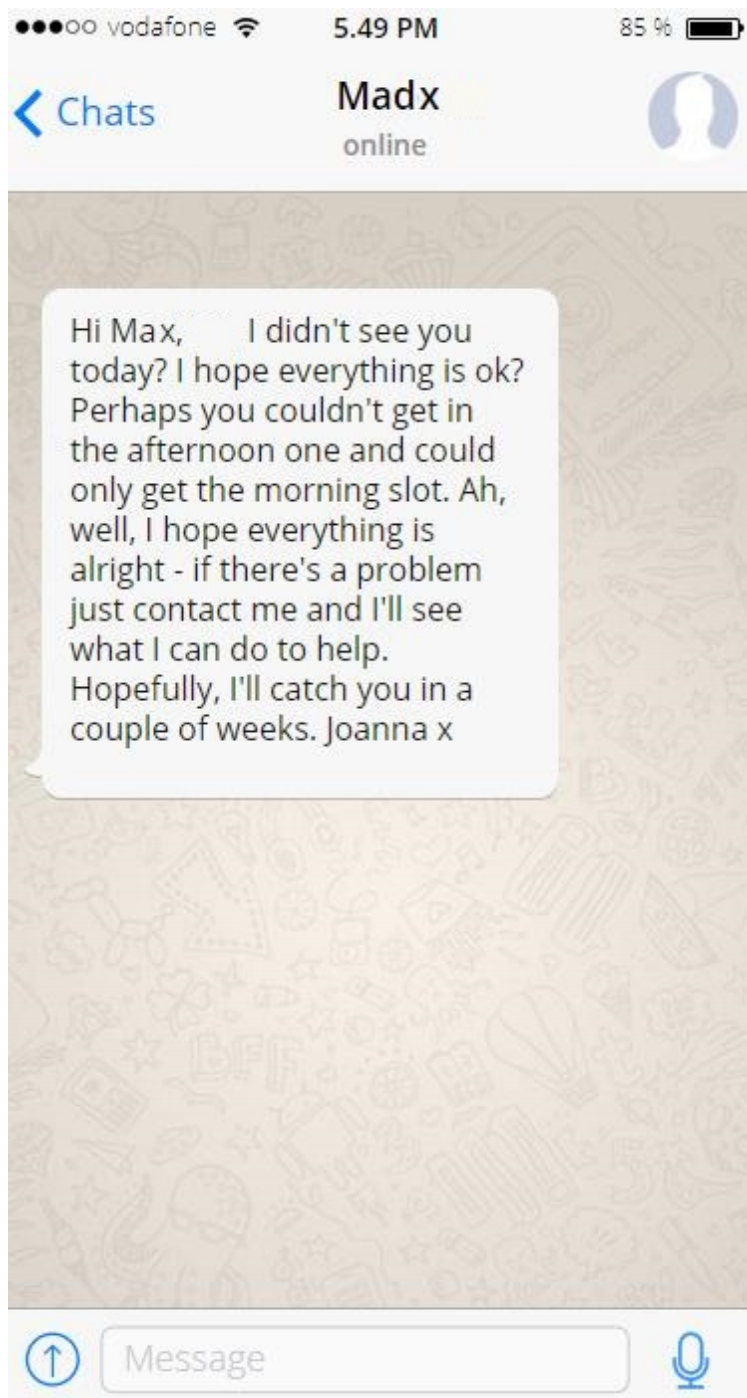 ●●●○○ vodafone 5.49 PM 85 %
Chats
Madx
online
Hi Max, I didn't see you
today? I hope everything is ok?
Perhaps you couldn't get in
the afternoon one and could
only get the morning slot. Ah,
well, I hope everything is
alright - if there's a problem
just contact me and I'll see
what I can do to help.
Hopefully, I'll catch you in a
couple of weeks. Joanna x
BFF
Message